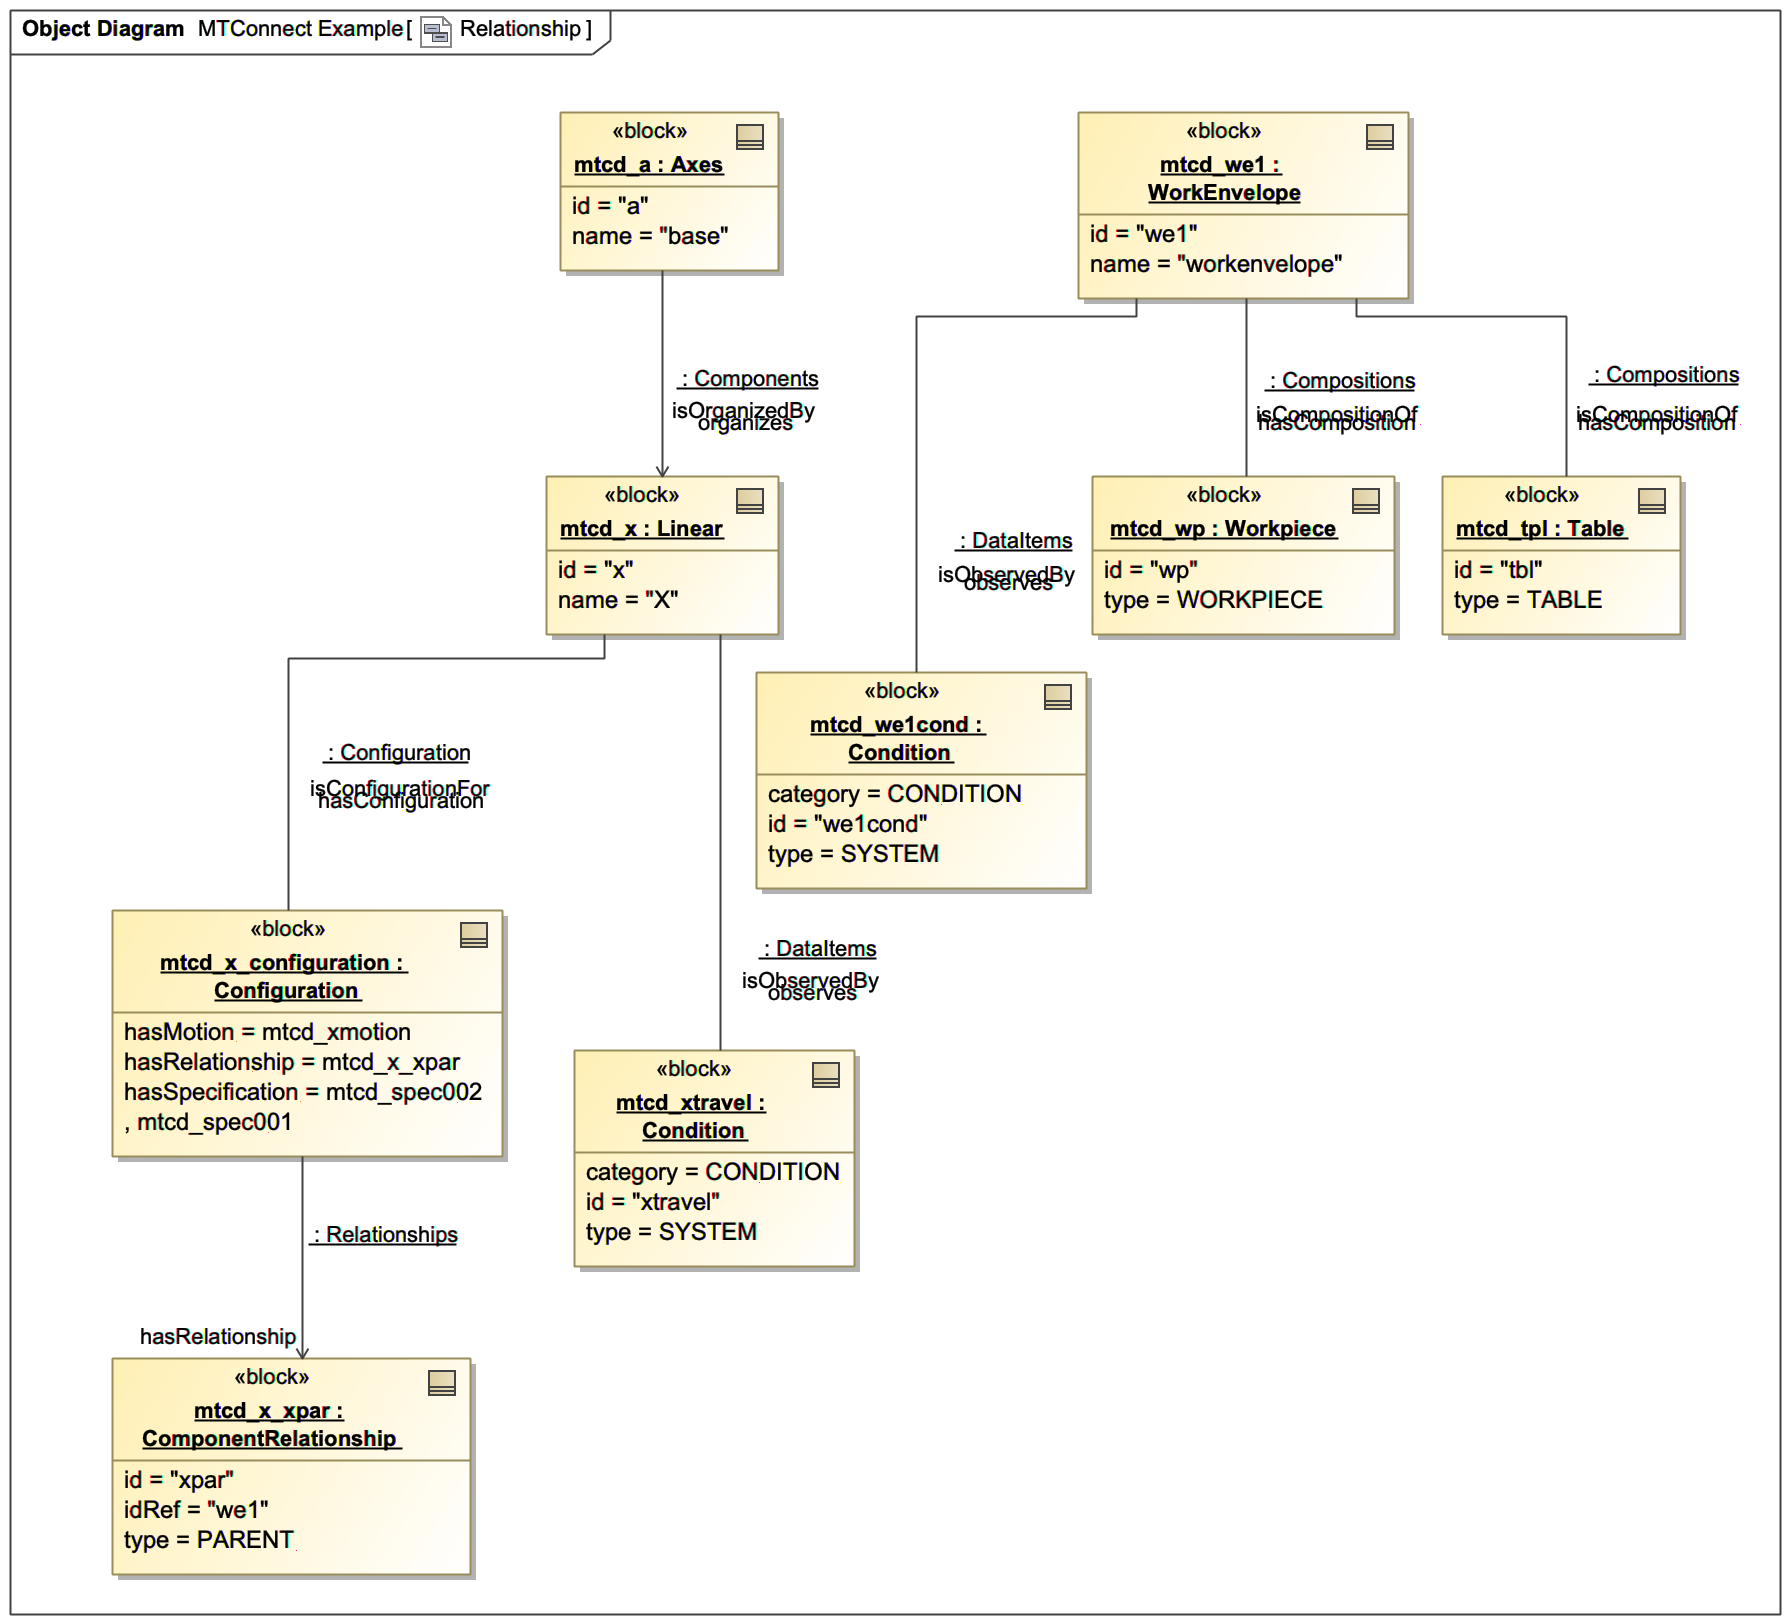 Object Diagram MTConnect Example[ Relationship ]
«block»
mtcd_a : Axes
id = "a"
name = "base"
«block»
mtcd_we1 :
WorkEnvelope
id = "we1"
name = "workenvelope"
: Components
isOrganizedBy
organizes
: Compositions
isCompositionOf
hasComposition
: Compositions
isCompositionOf
hasComposition
«block»
mtcd_x : Linear
id = "x"
name = "X"
: DataItems
isObservedBy
observes
«block»
mtcd_wp : Workpiece
id = "wp"
type = WORKPIECE
«block»
mtcd_tpl : Table
id = "tbl"
type = TABLE
: Configuration
isConfigurationFor
hasConfiguration
«block»
mtcd_we1cond :
Condition
category = CONDITION
id = "we1cond"
type = SYSTEM
«block»
mtcd_x_configuration :
Configuration
hasMotion = mtcd_xmotion
hasRelationship = mtcd_x_xpar
hasSpecification = mtcd_spec002
, mtcd_spec001
: DataItems
isObservedBy
observes
«block»
mtcd_xtravel :
Condition
category = CONDITION
id = "xtravel"
type = SYSTEM
: Relationships
hasRelationship
«block»
mtcd_x_xpar :
ComponentRelationship
id = "xpar"
idRef = "we1"
type = PARENT